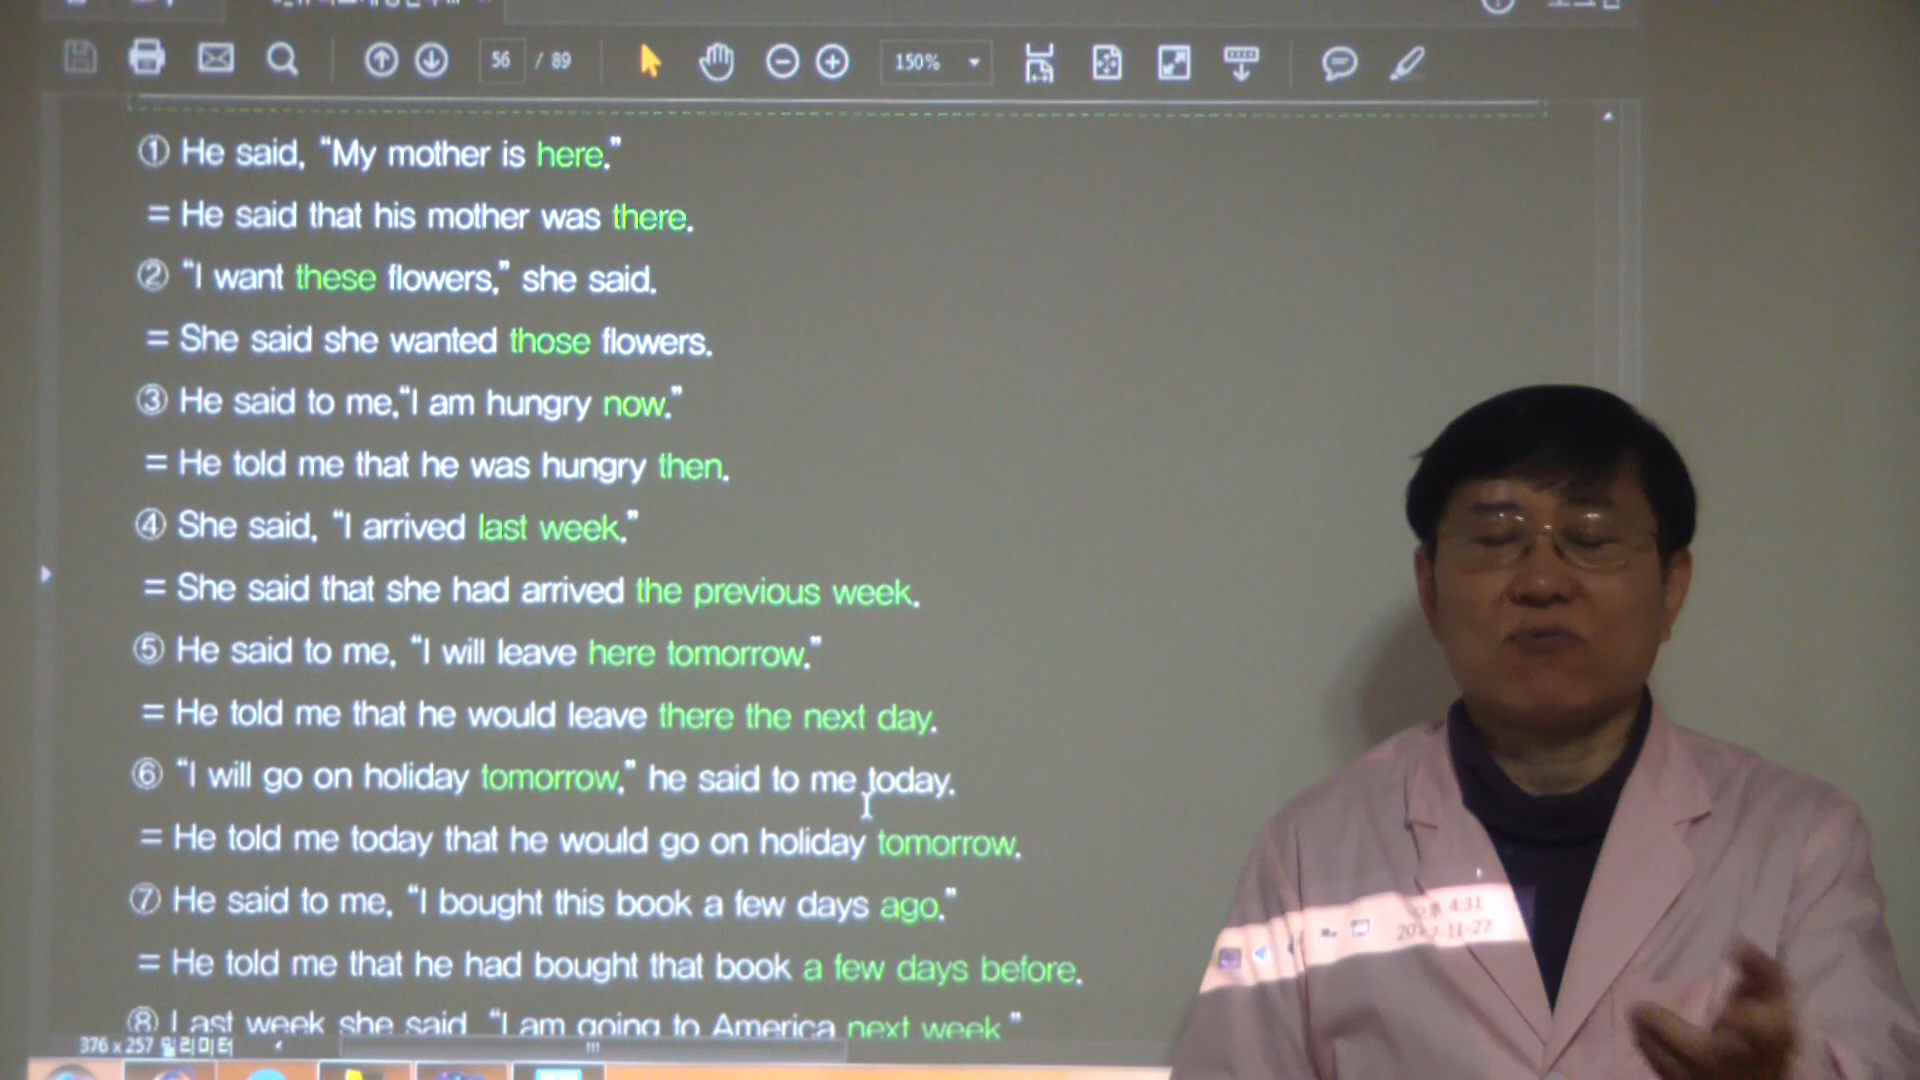 56 / 89
150%
① He said, “My mother is here.”
= He said that his mother was there.
② “I want these flowers,” she said.
= She said she wanted those flowers.
③ He said to me,“I am hungry now.”
= He told me that he was hungry then.
④ She said, “I arrived last week.”
= She said that she had arrived the previous week.
⑤ He said to me, “I will leave here tomorrow.”
= He told me that he would leave there the next day.
⑥ “I will go on holiday tomorrow,” he said to me today.
= He told me today that he would go on holiday tomorrow.
⑦ He said to me, “I bought this book a few days ago.”
= He told me that he had bought that book a few days before.
⑧ Last week she said, “I am going to America next week.”
376 x 257 밀리미터
4:31
2017-11-27